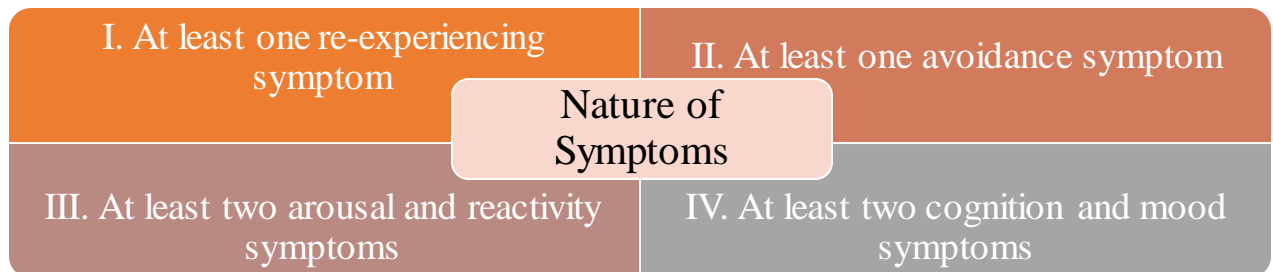 I. At least one re-experiencing
symptom
II. At least one avoidance symptom
Nature of
Symptoms
III. At least two arousal and reactivity
symptoms
IV. At least two cognition and mood
symptoms